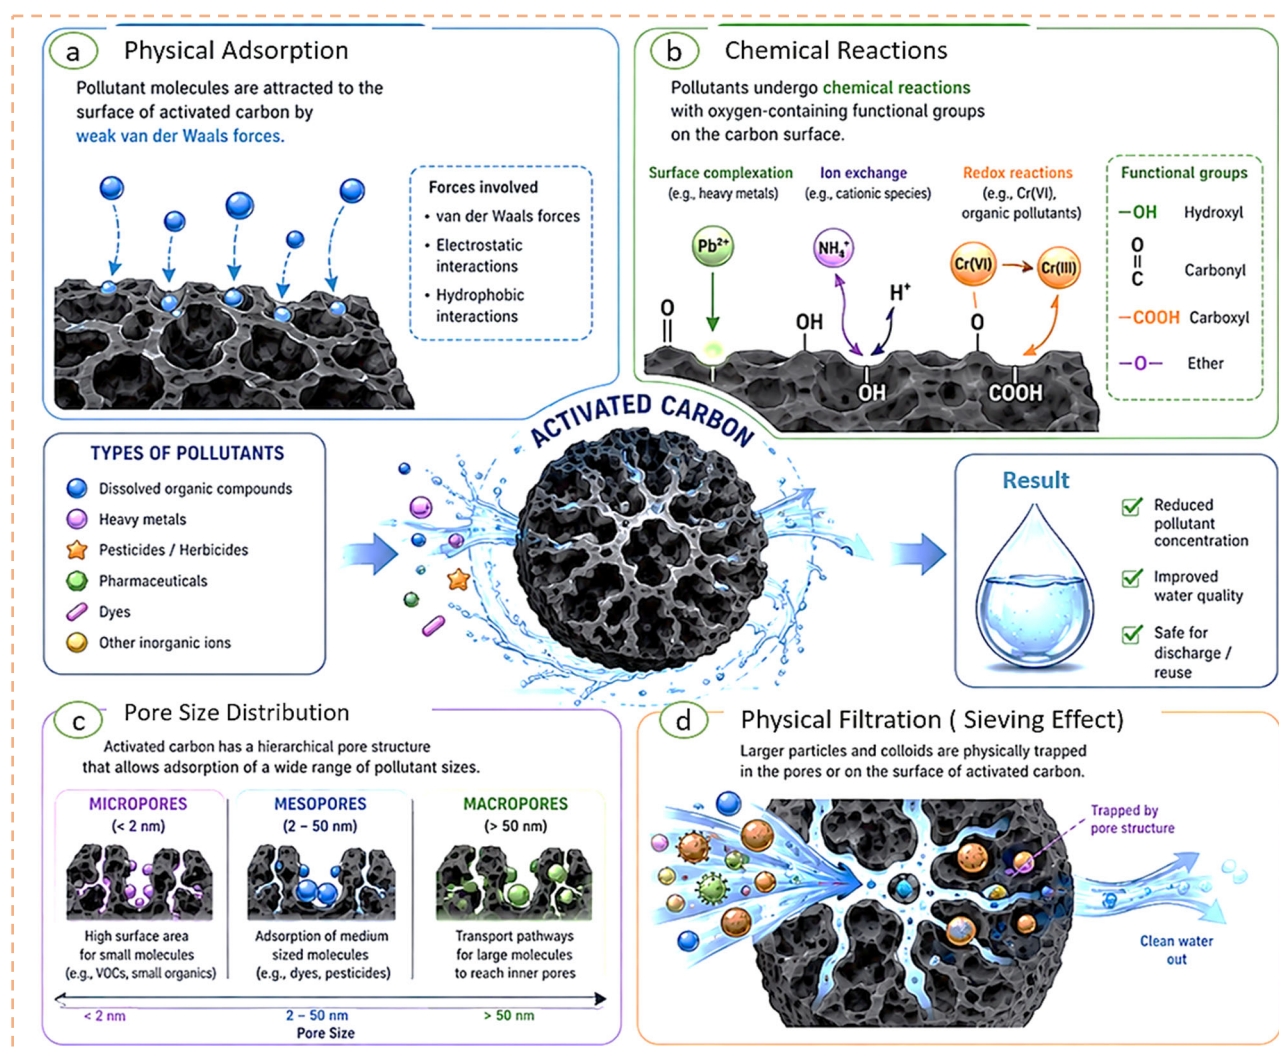 a
Physical Adsorption
Pollutant molecules are attracted to the
surface of activated carbon by
weak van der Waals forces.
Forces involved
• van der Waals forces
• Electrostatic
interactions
• Hydrophobic
interactions
b
Chemical Reactions
Pollutants undergo chemical reactions
with oxygen-containing functional groups
on the carbon surface.
Surface complexation
(e.g., heavy metals)
Ion exchange
(e.g., cationic species)
Redox reactions
(e.g., Cr(VI),
organic pollutants)
Pb²⁺
NH₄⁺
H⁺
Cr(VI)
Cr(III)
O
OH
O
OH
COOH
Functional groups
–OH Hydroxyl
O
C
Carbonyl
–COOH Carboxyl
–O– Ether
ACTIVATED CARBON
TYPES OF POLLUTANTS
Dissolved organic compounds
Heavy metals
Pesticides / Herbicides
Pharmaceuticals
Dyes
Other inorganic ions
Result
Reduced
pollutant
concentration
Improved
water quality
Safe for
discharge /
reuse
c
Pore Size Distribution
Activated carbon has a hierarchical pore structure
that allows adsorption of a wide range of pollutant sizes.
MICROPORES
(< 2 nm)
High surface area
for small molecules
(e.g., VOCs, small organics)
MESOPORES
(2 – 50 nm)
Adsorption of medium
sized molecules
(e.g., dyes, pesticides)
MACROPORES
(> 50 nm)
Transport pathways
for large molecules
to reach inner pores
< 2 nm
2 – 50 nm
> 50 nm
Pore Size
d
Physical Filtration ( Sieving Effect)
Larger particles and colloids are physically trapped
in the pores or on the surface of activated carbon.
Trapped by
pore structure
Clean water
out